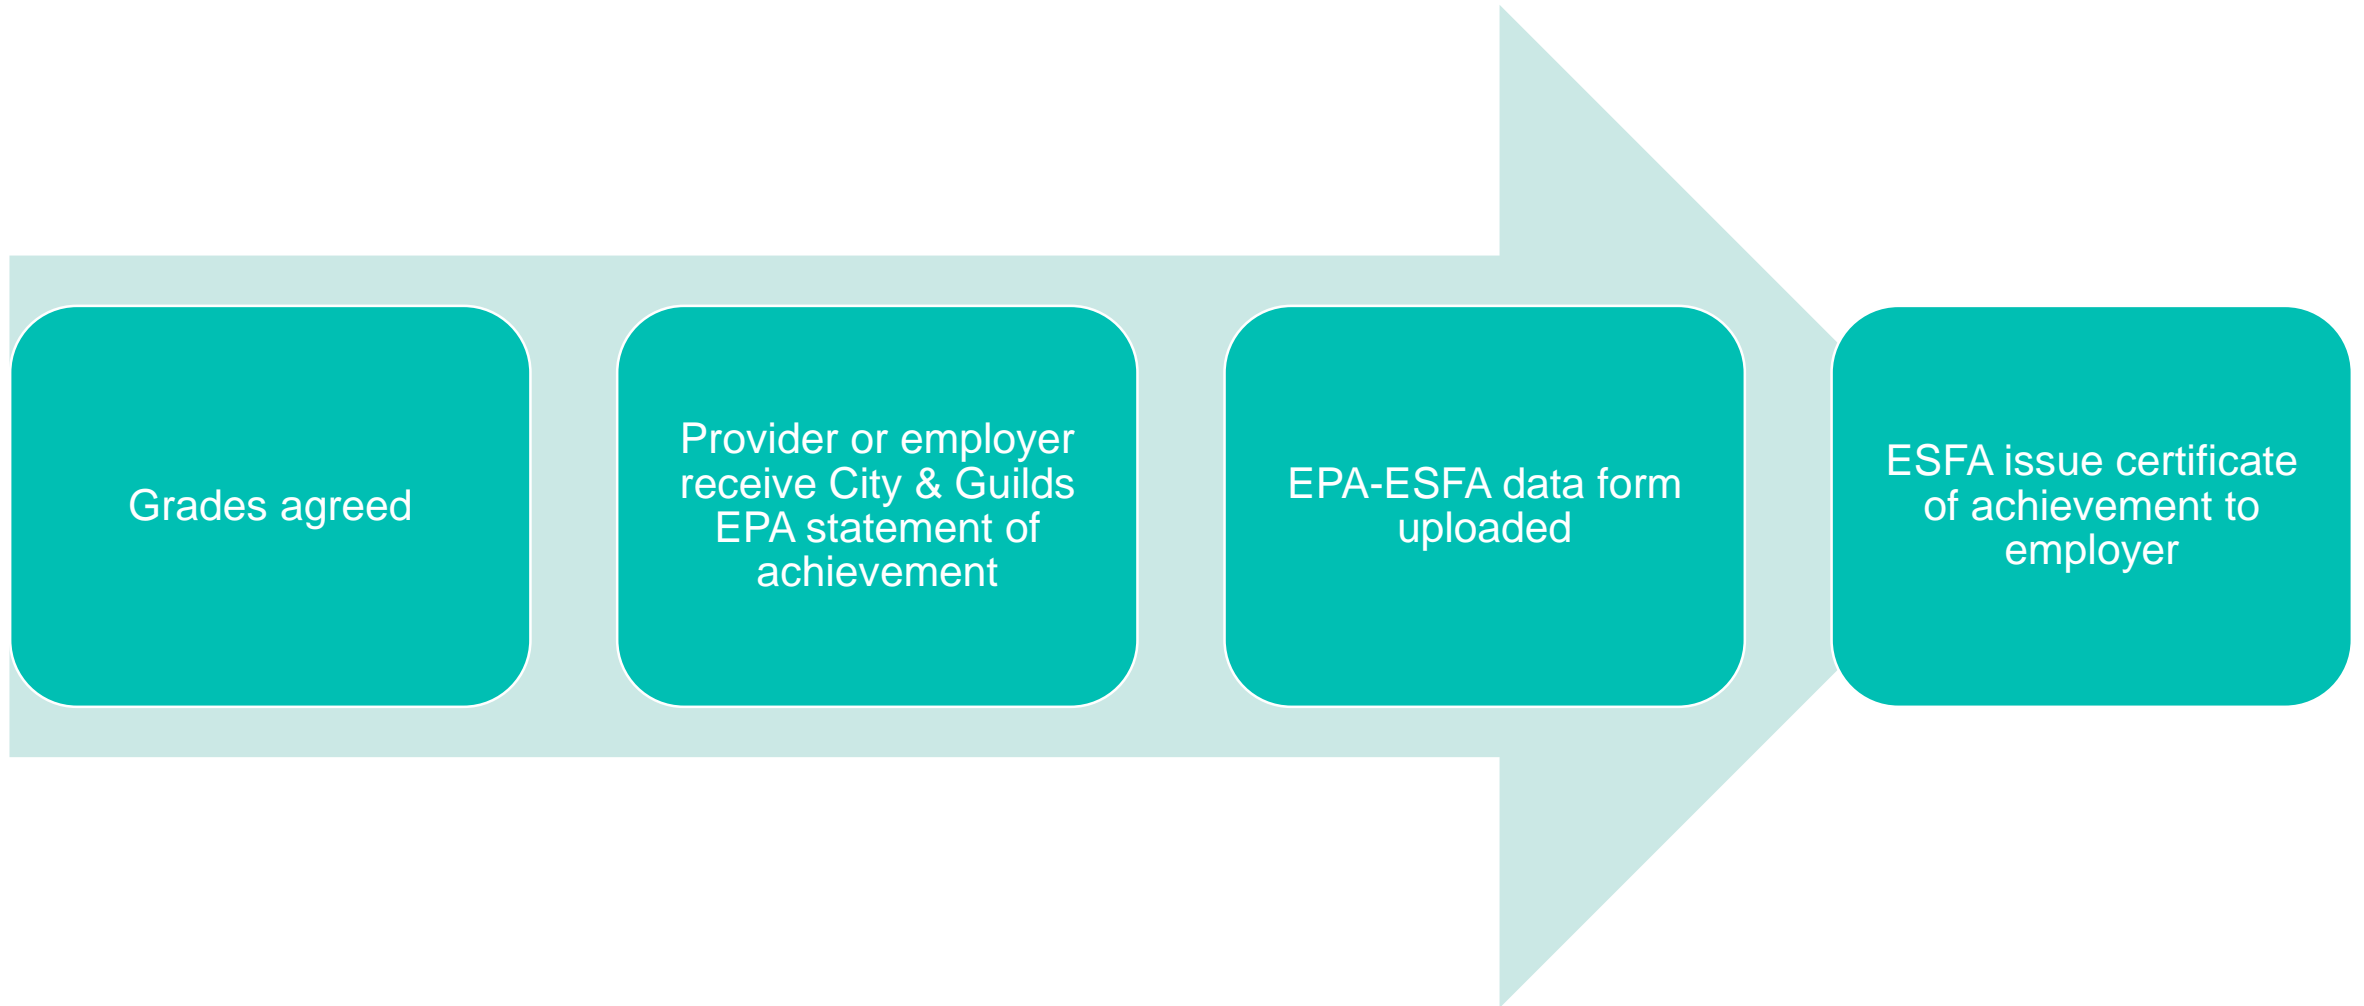 Grades agreed
Provider or employer
receive City & Guilds
EPA statement of
achievement
EPA-ESFA data form
uploaded
ESFA issue certificate
of achievement to
employer